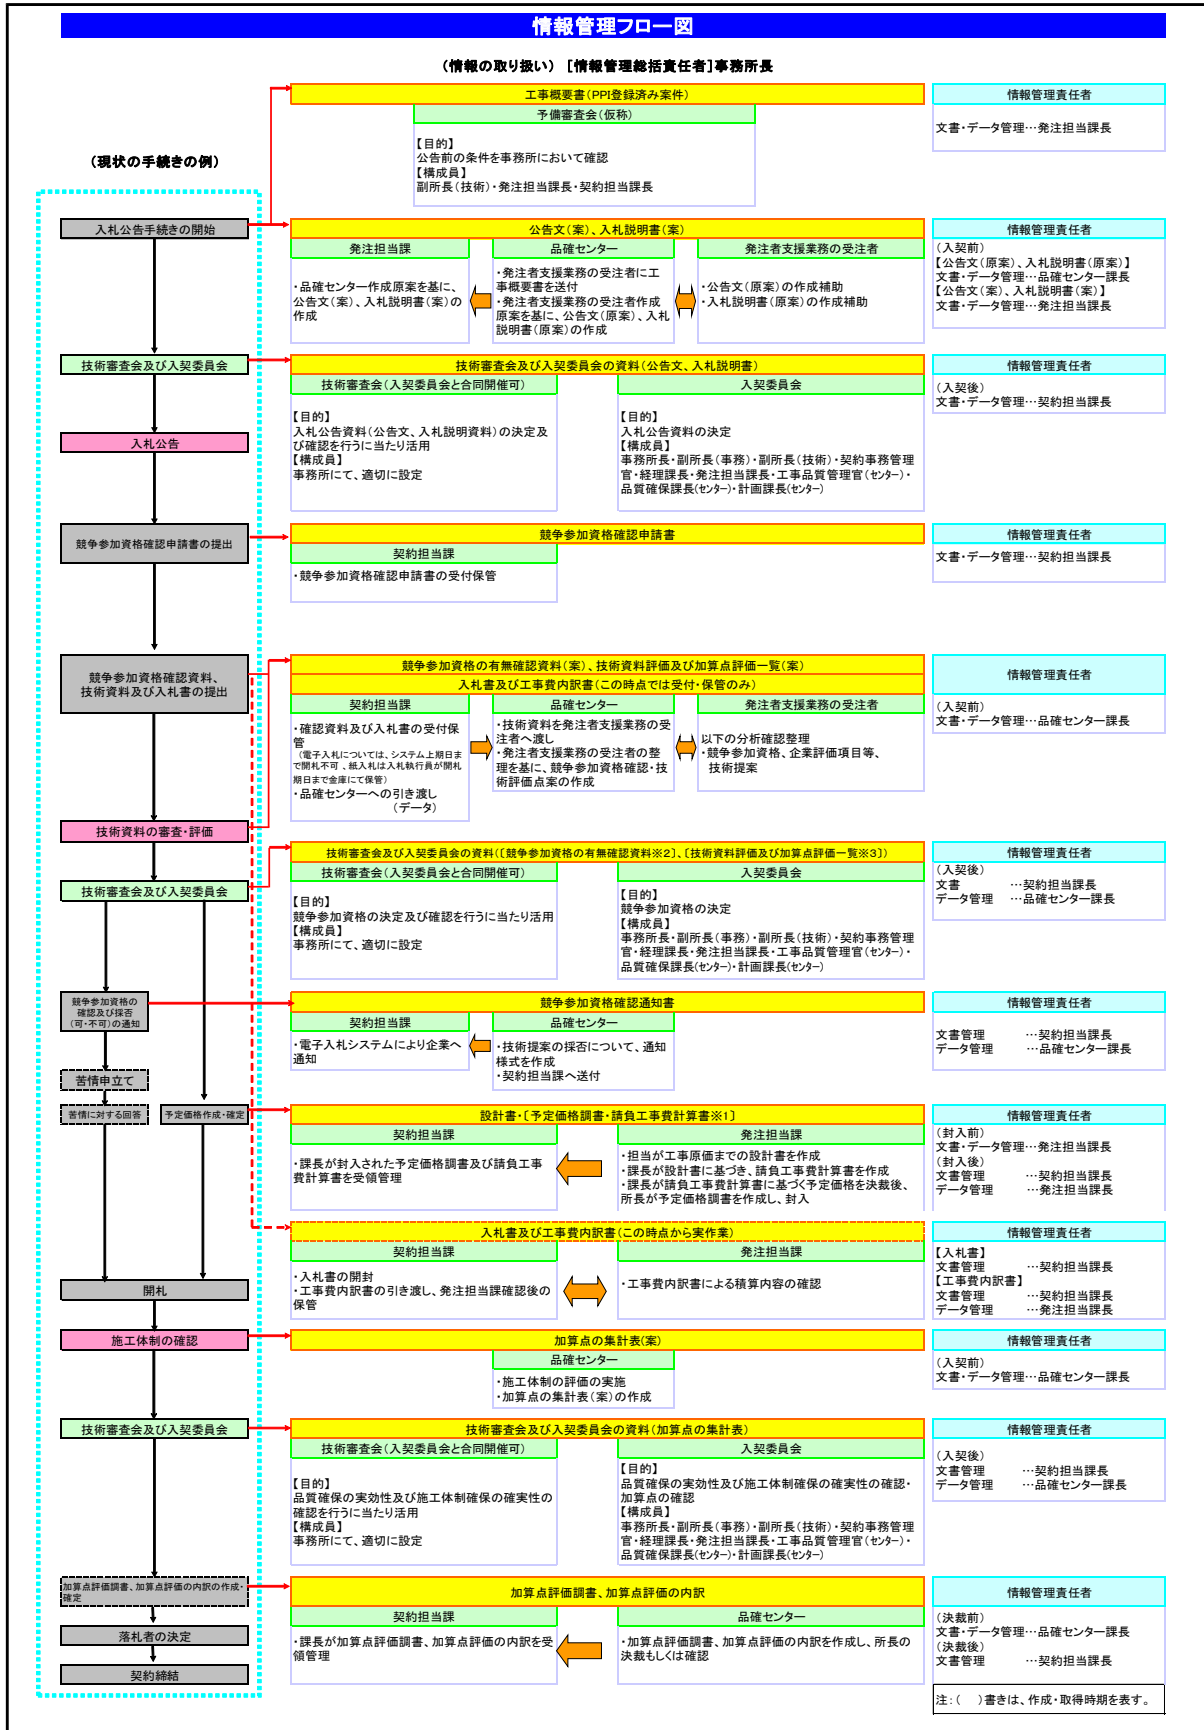 情報管理フロー図
（情報の取り扱い）　［情報管理総括責任者］事務所長
（現状の手続きの例）
工事概要書（PPI登録済み案件）
予備審査会（仮称）
【目的】
公告前の条件を事務所において確認
【構成員】
副所長（技術）・発注担当課長・契約担当課長
情報管理責任者
文書・データ管理…発注担当課長
入札公告手続きの開始
公告文（案）、入札説明書（案）
発注担当課
・品確センター作成原案を基に、
公告文（案）、入札説明書（案）の
作成
品確センター
・発注者支援業務の受注者に工
事概要書を送付
・発注者支援業務の受注者作成
原案を基に、公告文（原案）、入札
説明書（原案）の作成
発注者支援業務の受注者
・公告文（原案）の作成補助
・入札説明書（原案）の作成補助
情報管理責任者
（入契前）
【公告文（原案）、入札説明書（原案）】
文書・データ管理…品確センター課長
【公告文（案）、入札説明書（案）】
文書・データ管理…発注担当課長
技術審査会及び入契委員会
技術審査会及び入契委員会の資料（公告文、入札説明書）
技術審査会（入契委員会と合同開催可）
【目的】
入札公告資料（公告文、入札説明資料）の決定及
び確認を行うに当たり活用
【構成員】
事務所にて、適切に設定
入契委員会
【目的】
入札公告資料の決定
【構成員】
事務所長・副所長（事務）・副所長（技術）・契約事務管理
官・経理課長・発注担当課長・工事品質管理官（センター）・
品質確保課長（センター）・計画課長（センター）
情報管理責任者
（入契後）
文書・データ管理…契約担当課長
入札公告
競争参加資格確認申請書の提出
競争参加資格確認申請書
契約担当課
・競争参加資格確認申請書の受付保管
情報管理責任者
文書・データ管理…契約担当課長
競争参加資格確認資料、
技術資料及び入札書の提出
競争参加資格の有無確認資料（案）、技術資料評価及び加算点評価一覧（案）
入札書及び工事費内訳書（この時点では受付・保管のみ）
契約担当課
・確認資料及び入札書の受付保
管
（電子入札については、システム上期日ま
で開札不可、紙入札は入札執行員が開札
期日まで金庫にて保管）
・品確センターへの引き渡し
（データ）
品確センター
・技術資料を発注者支援業務の受
注者へ渡し
・発注者支援業務の受注者の整
理を基に、競争参加資格確認・技
術評価点案の作成
発注者支援業務の受注者
以下の分析確認整理
・競争参加資格、企業評価項目等、
技術提案
情報管理責任者
（入契前）
文書・データ管理…品確センター課長
技術資料の審査・評価
技術審査会及び入契委員会
技術審査会及び入契委員会の資料（〔競争参加資格の有無確認資料※2〕、〔技術資料評価及び加算点評価一覧※3〕）
技術審査会（入契委員会と合同開催可）
【目的】
競争参加資格の決定及び確認を行うに当たり活用
【構成員】
事務所にて、適切に設定
入契委員会
【目的】
競争参加資格の決定
【構成員】
事務所長・副所長（事務）・副所長（技術）・契約事務管理
官・経理課長・発注担当課長・工事品質管理官（センター）・
品質確保課長（センター）・計画課長（センター）
情報管理責任者
（入契後）
文書　　　…契約担当課長
データ管理　…品確センター課長
競争参加資格の
確認及び採否
（可・不可）の通知
競争参加資格確認通知書
契約担当課
・電子入札システムにより企業へ
通知
品確センター
・技術提案の採否について、通知
様式を作成
・契約担当課へ送付
情報管理責任者
文書管理　　…契約担当課長
データ管理　　…品確センター課長
苦情申立て
苦情に対する回答
予定価格作成・確定
設計書・〔予定価格調書・請負工事費計算書※1〕
契約担当課
・課長が封入された予定価格調書及び請負工事
費計算書を受領管理
発注担当課
・担当が工事原価までの設計書を作成
・課長が設計書に基づき、請負工事費計算書を作成
・課長が請負工事費計算書に基づく予定価格を決裁後、
所長が予定価格調書を作成し、封入
情報管理責任者
（封入前）
文書・データ管理…発注担当課長
（封入後）
文書管理　　…契約担当課長
データ管理　　…発注担当課長
入札書及び工事費内訳書（この時点から実作業）
契約担当課
・入札書の開封
・工事費内訳書の引き渡し、発注担当課確認後の
保管
発注担当課
・工事費内訳書による積算内容の確認
情報管理責任者
【入札書】
文書管理　　…契約担当課長
【工事費内訳書】
文書管理　　…契約担当課長
データ管理　　…発注担当課長
開札
施工体制の確認
加算点の集計表（案）
品確センター
・施工体制の評価の実施
・加算点の集計表（案）の作成
情報管理責任者
（入契前）
文書・データ管理…品確センター課長
技術審査会及び入契委員会
技術審査会及び入契委員会の資料（加算点の集計表）
技術審査会（入契委員会と合同開催可）
【目的】
品質確保の実効性及び施工体制確保の確実性の
確認を行うに当たり活用
【構成員】
事務所にて、適切に設定
入契委員会
【目的】
品質確保の実効性及び施工体制確保の確実性の確認・
加算点の確認
【構成員】
事務所長・副所長（事務）・副所長（技術）・契約事務管理
官・経理課長・発注担当課長・工事品質管理官（センター）・
品質確保課長（センター）・計画課長（センター）
情報管理責任者
（入契後）
文書管理　　…契約担当課長
データ管理　　…品確センター課長
加算点評価調書、加算点評価の内訳の作成・
確定
加算点評価調書、加算点評価の内訳
契約担当課
・課長が加算点評価調書、加算点評価の内訳を受
領管理
品確センター
・加算点評価調書、加算点評価の内訳を作成し、所長の
決裁もしくは確認
情報管理責任者
（決裁前）
文書・データ管理…品確センター課長
（決裁後）
文書管理　　…契約担当課長
落札者の決定
契約締結
注：（　）書きは、作成・取得時期を表す。